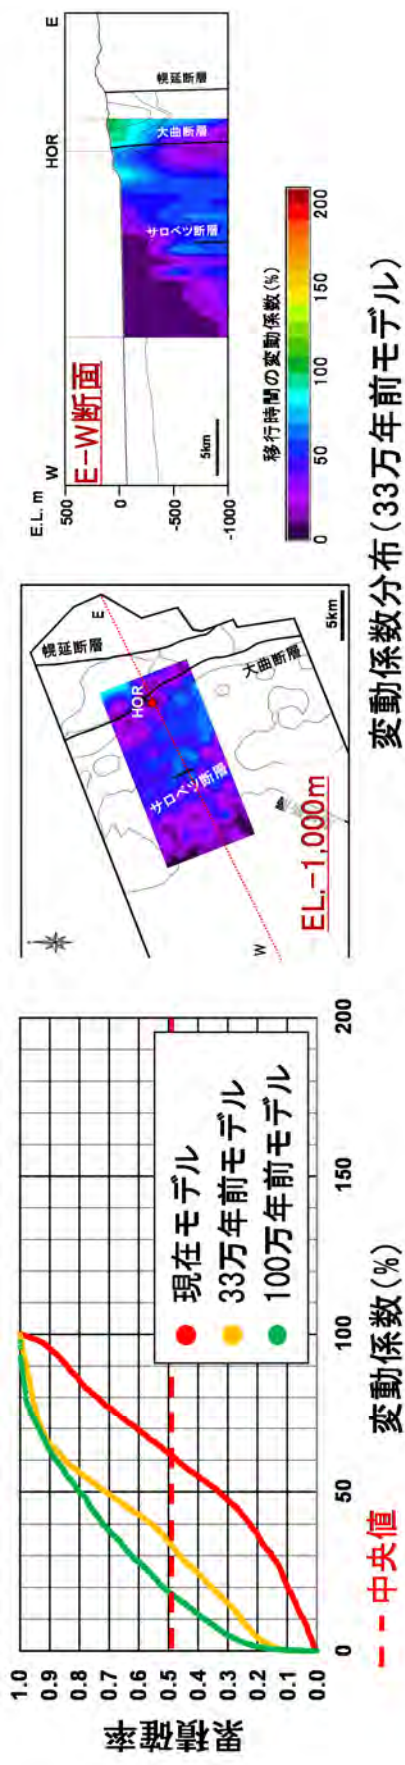 累積確率
1.0
0.9
0.8
0.7
0.6
0.5
0.4
0.3
0.2
0.1
0.0
0
50
100
150
200
現在モデル
33万年前モデル
100万年前モデル
中央値
変動係数(%)
幌延断層
E
HOR
大曲断層
サロベツ断層
W
EL.-1,000m
5km
E.L. m
500
0
-500
-1000
W
HOR
E
E-W断面
幌延断層
大曲断層
サロベツ断層
5km
移行時間の変動係数(%)
0
50
100
150
200
変動係数分布(33万年前モデル)